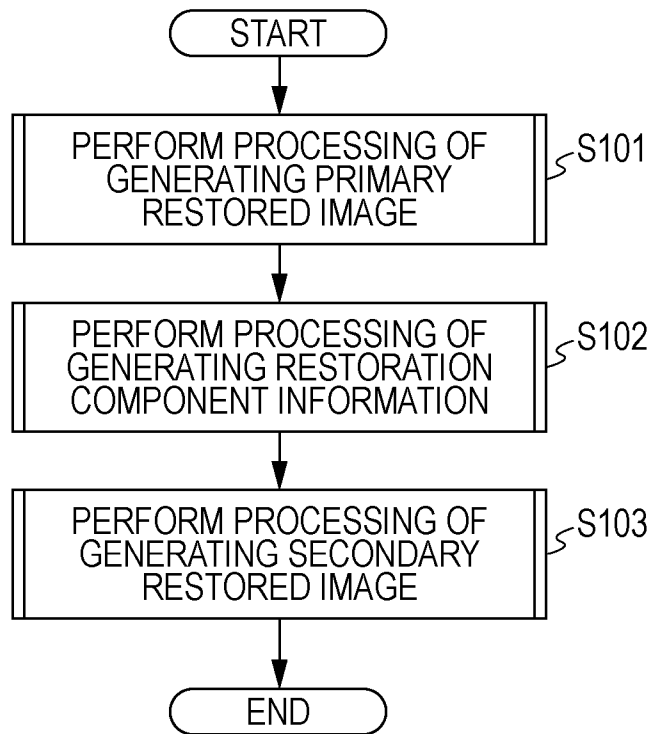 START
PERFORM PROCESSING OF
GENERATING PRIMARY
RESTORED IMAGE
S101
PERFORM PROCESSING OF
GENERATING RESTORATION
COMPONENT INFORMATION
S102
PERFORM PROCESSING OF
GENERATING SECONDARY
RESTORED IMAGE
S103
END